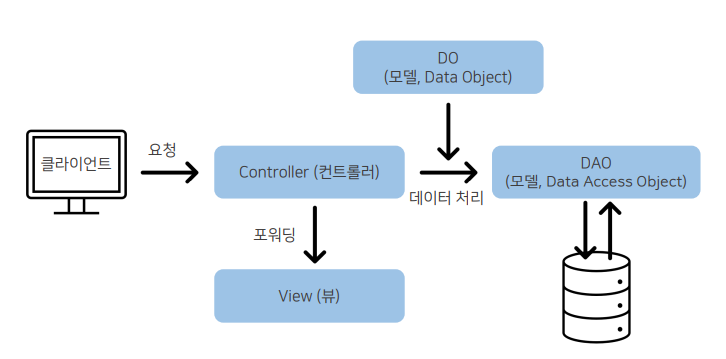 DO
(모델, Data Object)
클라이언트
요청
Controller (컨트롤러)
데이터 처리
DAO
(모델, Data Access Object)
포워딩
View (뷰)